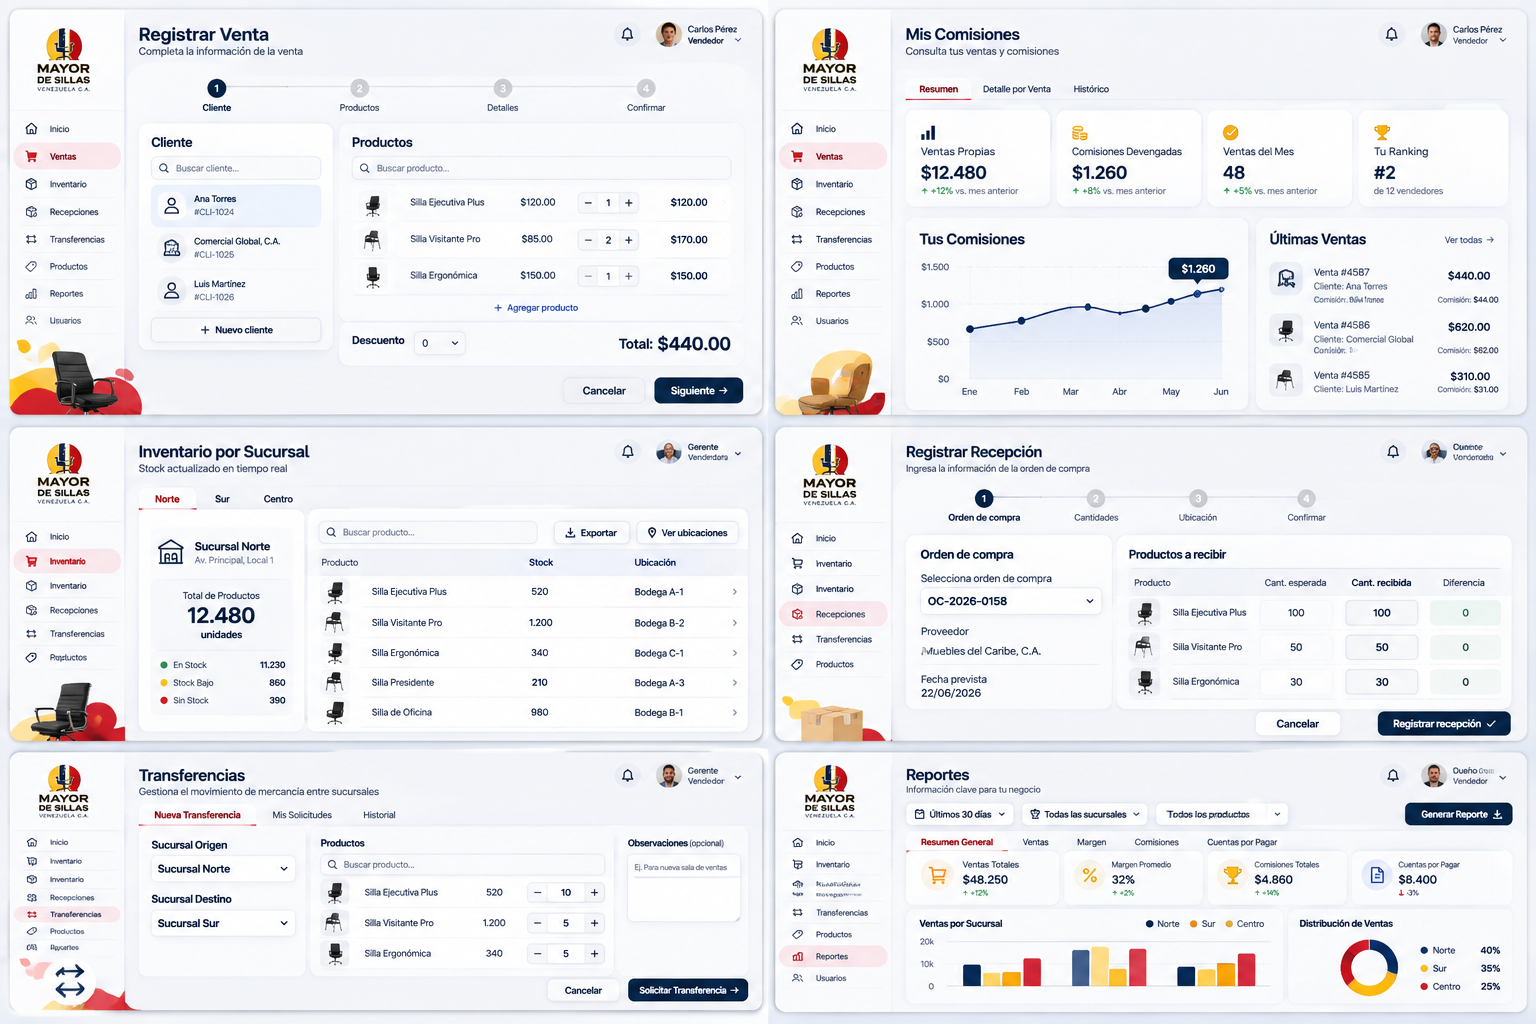 MAYOR
DE SILLAS
VENEZUELA C.A.
Inicio
Ventas
Inventario
Recepciones
Transferencias
Productos
Reportes
Usuarios
Registrar Venta
Completa la información de la venta
Carlos Pérez
Vendedor
1
2
3
4
Cliente
Productos
Detalles
Confirmar
Cliente
Buscar cliente...
Ana Torres
#CLI-1024
Comercial Global, C.A.
#CLI-1025
Luis Martínez
#CLI-1026
+ Nuevo cliente
Productos
Buscar producto...
Silla Ejecutiva Plus $120.00 − 1 + $120.00
Silla Visitante Pro $85.00 − 2 + $170.00
Silla Ergonómica $150.00 − 1 + $150.00
+ Agregar producto
Descuento 0 Total: $440.00
Cancelar
Siguiente →
MAYOR
DE SILLAS
VENEZUELA C.A.
Inicio
Ventas
Inventario
Recepciones
Transferencias
Productos
Reportes
Usuarios
Mis Comisiones
Consulta tus ventas y comisiones
Carlos Pérez
Vendedor
Resumen
Detalle por Venta
Histórico
Ventas Propias
$12.480
↑ +12% vs. mes anterior
Comisiones Devengadas
$1.260
↑ +8% vs. mes anterior
Ventas del Mes
48
↑ +5% vs. mes anterior
Tu Ranking
#2
de 12 vendedores
Tus Comisiones
$1.500
$1.000
$500
$0
$1.260
Ene Feb Mar Abr May Jun
Últimas Ventas
Ver todas →
Venta #4587 $440.00
Cliente: Ana Torres
Comisión: Comisión: $44.00
Venta #4586 $620.00
Cliente: Comercial Global
Comisión: $62.00
Venta #4585 $310.00
Cliente: Luis Martinez Comisión: $31.00
MAYOR
DE SILLAS
VENEZUELA C.A.
Inicio
Inventario
Inventario
Recepciones
Transferencias
Productos
Inventario por Sucursal
Stock actualizado en tiempo real
Gerente
Norte
Sur
Centro
Sucursal Norte
Av. Principal, Local 1
Total de Productos
12.480
unidades
En Stock 11,230
Stock Bajo 860
Sin Stock 390
Buscar producto...
Exportar
Ver ubicaciones
Producto Stock Ubicación
Silla Ejecutiva Plus 520 Bodega A-1
Silla Visitante Pro 1.200 Bodega B-2
Silla Ergonómica 340 Bodega C-1
Silla Presidente 210 Bodega A-3
Silla de Oficina 980 Bodega B-1
MAYOR
DE SILLAS
VENEZUELA C.A.
Inicio
Inventario
Inventario
Recepciones
Transferencias
Productos
Registrar Recepción
Ingresa la información de la orden de compra
1
2
3
4
Orden de compra
Cantidades
Ubicación
Confirmar
Orden de compra
Selecciona orden de compra
OC-2026-0158
Proveedor
Muebles del Caribe, C.A.
Fecha prevista
22/06/2026
Productos a recibir
Producto Cant. esperada Cant. recibida Diferencia
Silla Ejecutiva Plus 100 100 0
Silla Visitante Pro 50 50 0
Silla Ergonómica 30 30 0
Cancelar
Registrar recepción ✓
MAYOR
DE SILLAS
VENEZUELA C.A.
Inicio
Inventario
Inventario
Recepciones
Transferencias
Productos
Transferencias
Gestiona el movimiento de mercancía entre sucursales
Gerente
Vendedor
Nueva Transferencia
Mis Solicitudes
Historial
Sucursal Origen
Sucursal Norte
Sucursal Destino
Sucursal Sur
Productos
Buscar producto...
Silla Ejecutiva Plus 520 − 10 +
Silla Visitante Pro 1.200 − 5 +
Silla Ergonómica 340 − 5 +
Observaciones (opcional)
Ej. Para nueva sala de ventas
Cancelar
Solicitar Transferencia →
MAYOR
DE SILLAS
VENEZUELA C.A.
Inicio
Inventario
Transferencias
Productos
Reportes
Usuarios
Reportes
Información clave para tu negocio
Dueño
Vendedor
Últimos 30 días
Todas las sucursales
Todos los productos
Generar Reporte
Resumen General
Ventas
Margen
Comisiones
Cuentas por Pagar
Ventas Totales
$48.250
↑ +12%
Margen Promedio
32%
↑ +2%
Comisiones Totales
$4.860
↑ +14%
Cuentas por Pagar
$8.400
↓ -3%
Ventas por Sucursal
Norte Sur Centro
20k
10k
0
Distribución de Ventas
Norte 40%
Sur 35%
Centro 25%